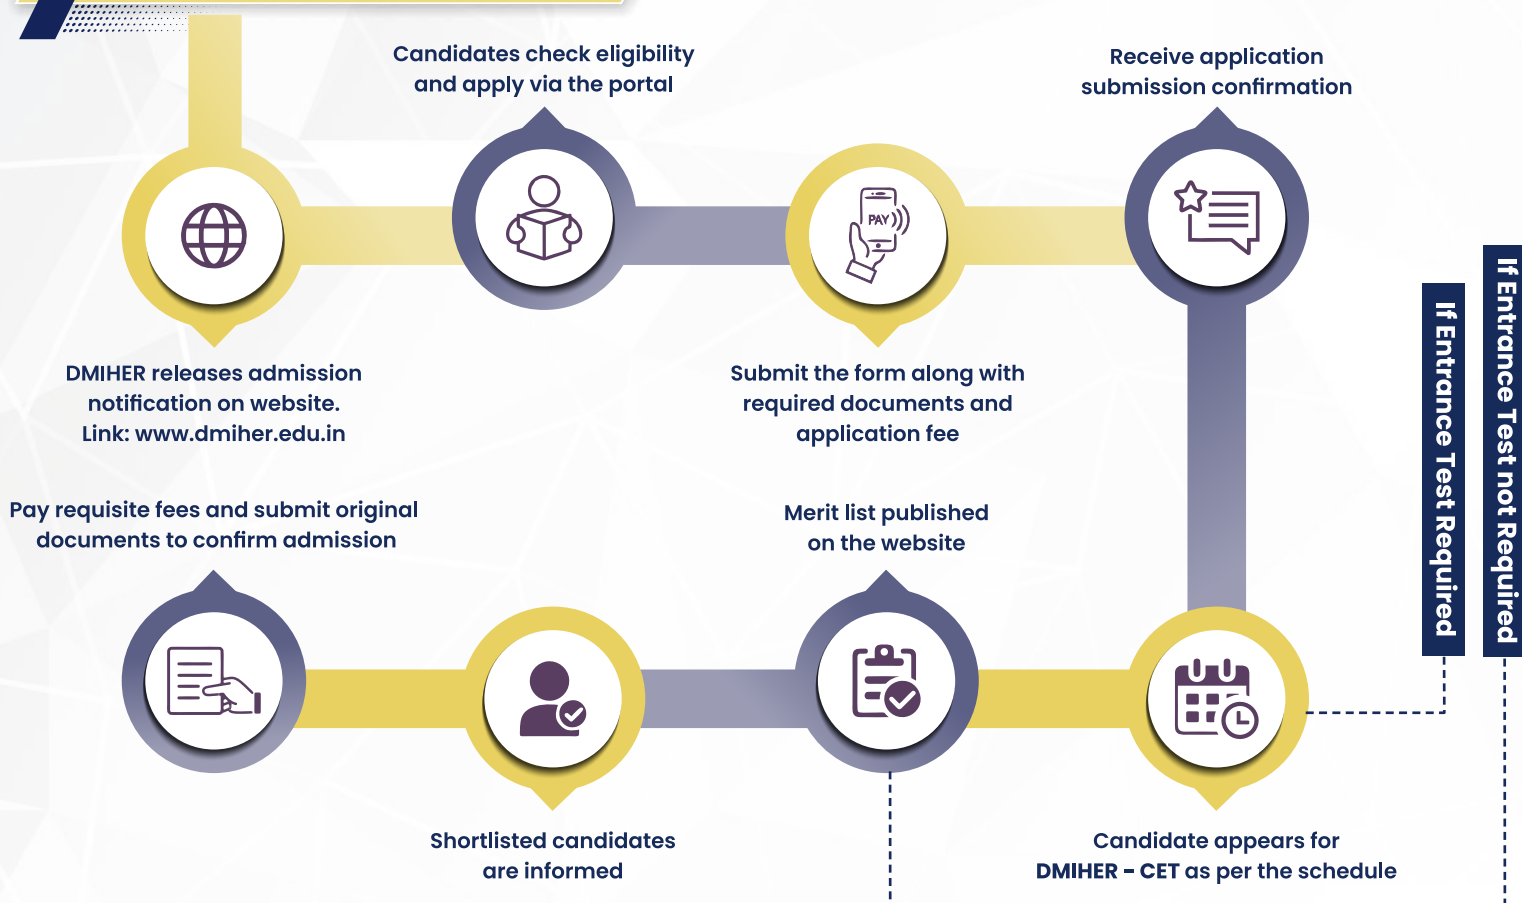 Candidates check eligibility
and apply via the portal
Receive application
submission confirmation
PAY
DMIHER releases admission
notification on website.
Link: www.dmiher.edu.in
Submit the form along with
required documents and
application fee
If Entrance Test Required
If Entrance Test not Required
Pay requisite fees and submit original
documents to confirm admission
Merit list published
on the website
Shortlisted candidates
are informed
Candidate appears for
DMIHER - CET as per the schedule